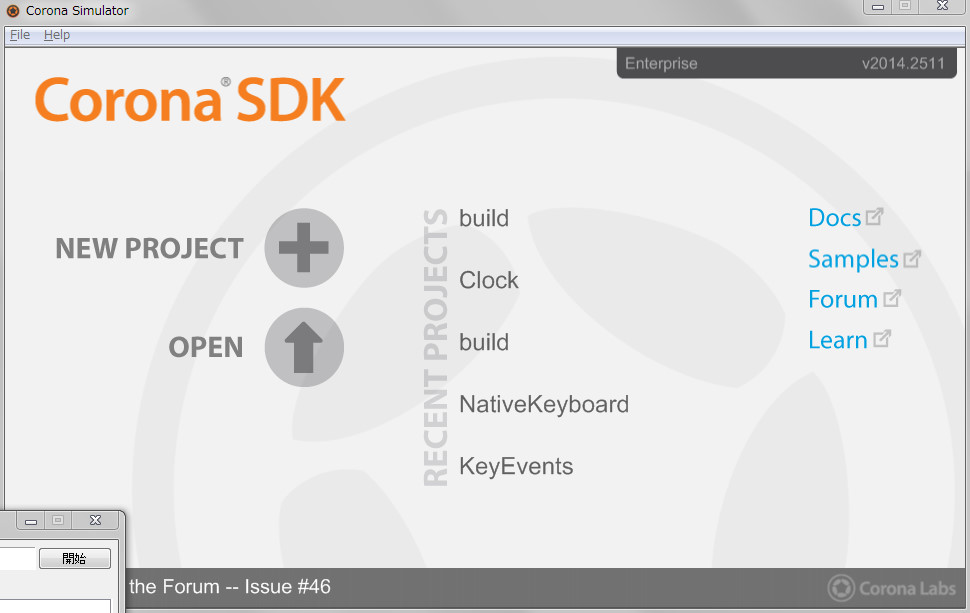 Corona Simulator
File Help
Enterprise v2014.2511
Corona® SDK
NEW PROJECT
OPEN
RECENT PROJECTS
build
Clock
build
NativeKeyboard
KeyEvents
Docs
Samples
Forum
Learn
開始
the Forum -- Issue #46
Corona Labs